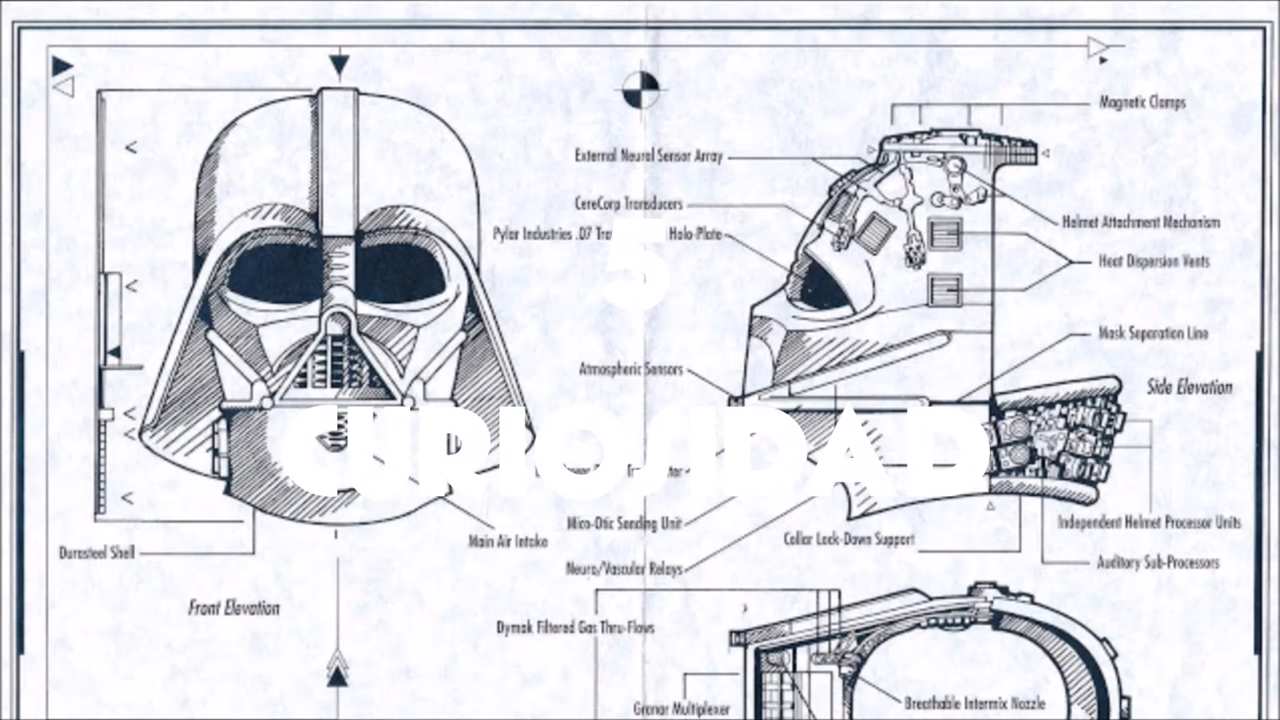 Magnetic Clamps
External Neural Sensor Array
CereCorp Transducers
Helmet Attachment Mechanism
Pylar Industries .07 Holo-Plate
Heat Dispersion Vents
5
Mask Separation Line
Atmospheric Sensors
Side Elevation
CURIOSIDAD
Mico-Otic Sending Unit
Independent Helmet Processor Units
Main Air Intake
Collar Lock-Down Support
Durasteel Shell
Neuro/Vascular Relays
Auditory Sub-Processors
Front Elevation
Dymak Filtered Gas Thru-Flows
Breathable Intermix Nozzle
Granar Multiplexer